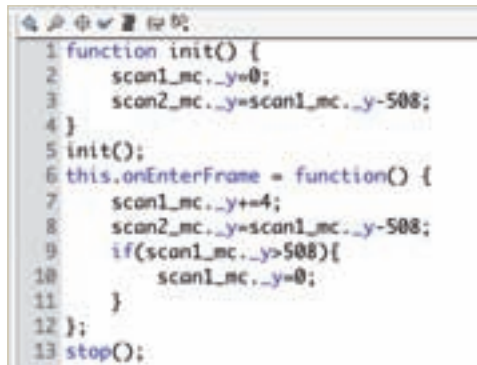 1 function init() {
2 scan1_mc._y=0;
3 scan2_mc._y=scan1_mc._y-508;
4 }
5 init();
6 this.onEnterFrame = function() {
7 scan1_mc._y+=4;
8 scan2_mc._y=scan1_mc._y-508;
9 if(scan1_mc._y>508){
10 scan1_mc._y=0;
11 }
12 };
13 stop();